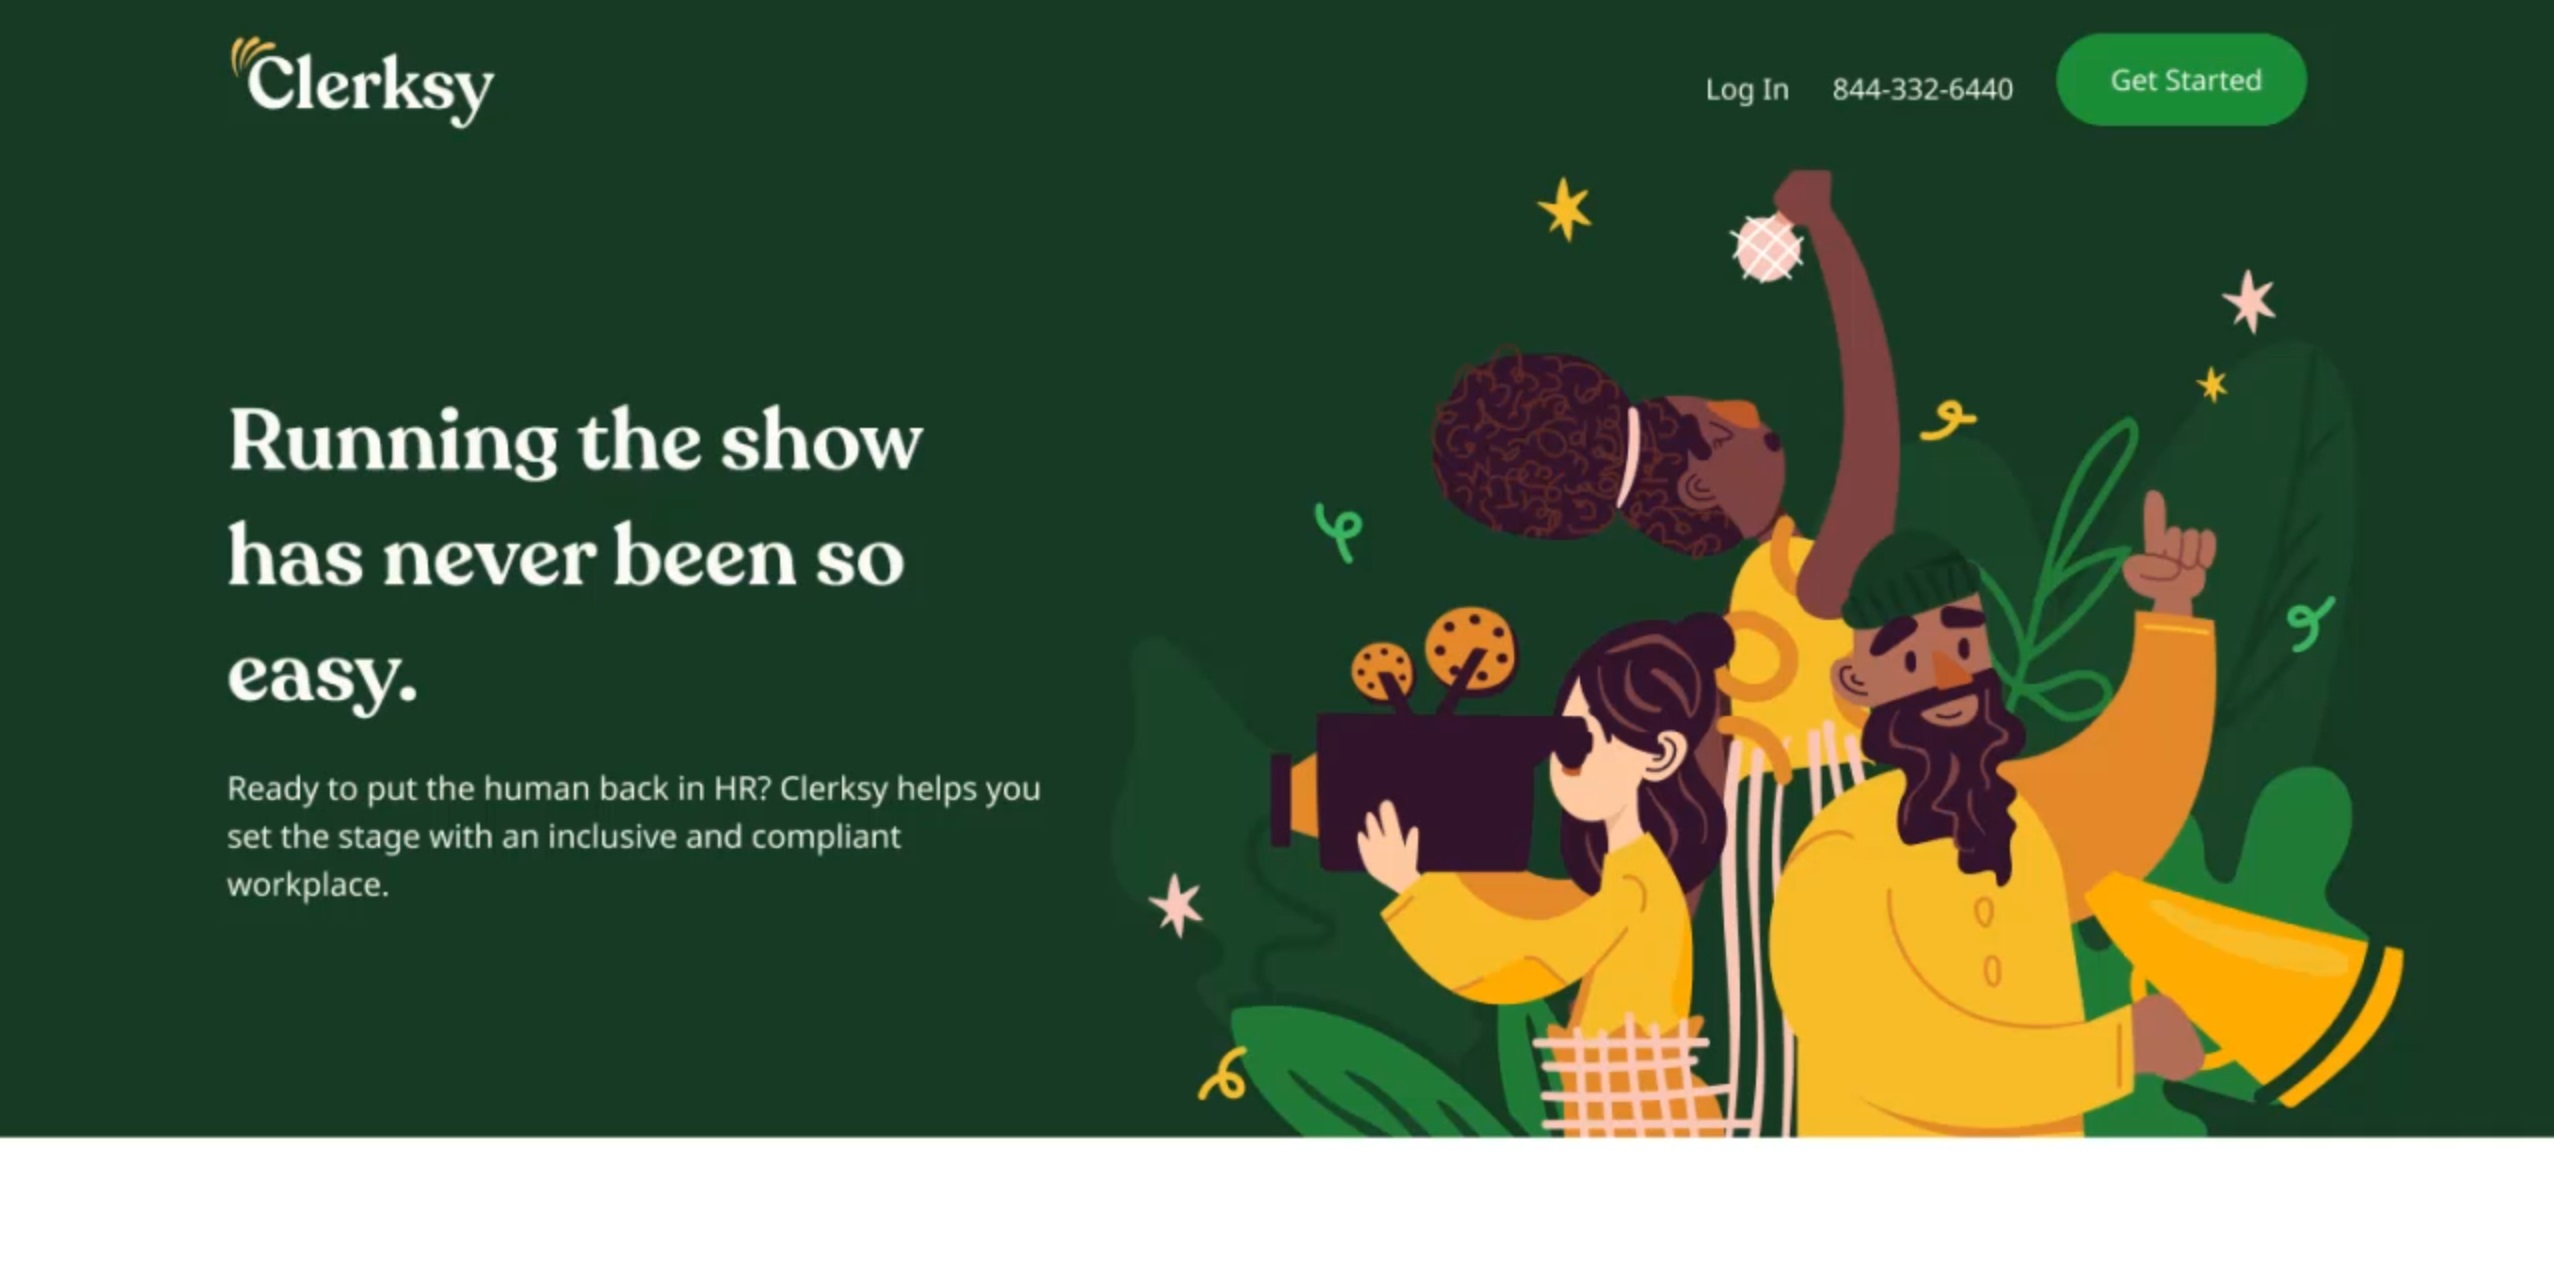 Clerksy
Log In
844-332-6440
Get Started
Running the show
has never been so
easy.
Ready to put the human back in HR? Clerksy helps you
set the stage with an inclusive and compliant
workplace.